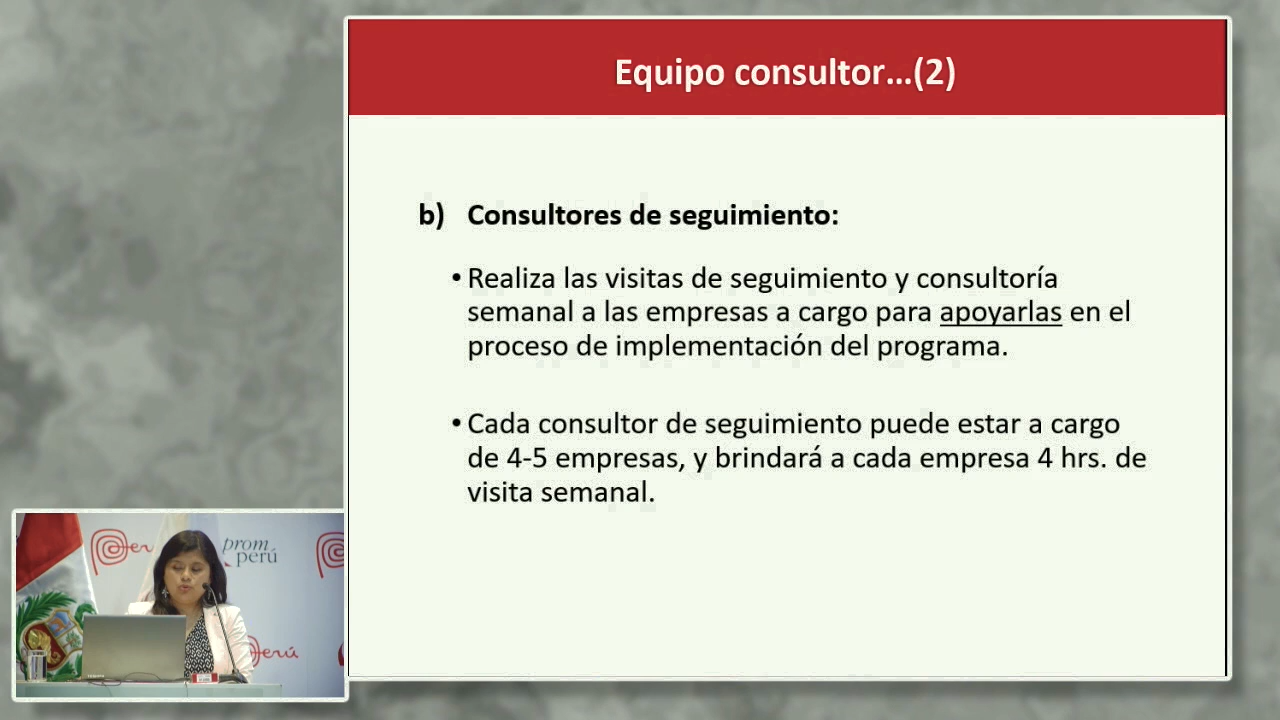 Equipo consultor...(2)
b) Consultores de seguimiento:
• Realiza las visitas de seguimiento y consultoría
semanal a las empresas a cargo para apoyarlas en el
proceso de implementación del programa.
• Cada consultor de seguimiento puede estar a cargo
de 4-5 empresas, y brindará a cada empresa 4 hrs. de
visita semanal.
Perú
prom
perú
Perú